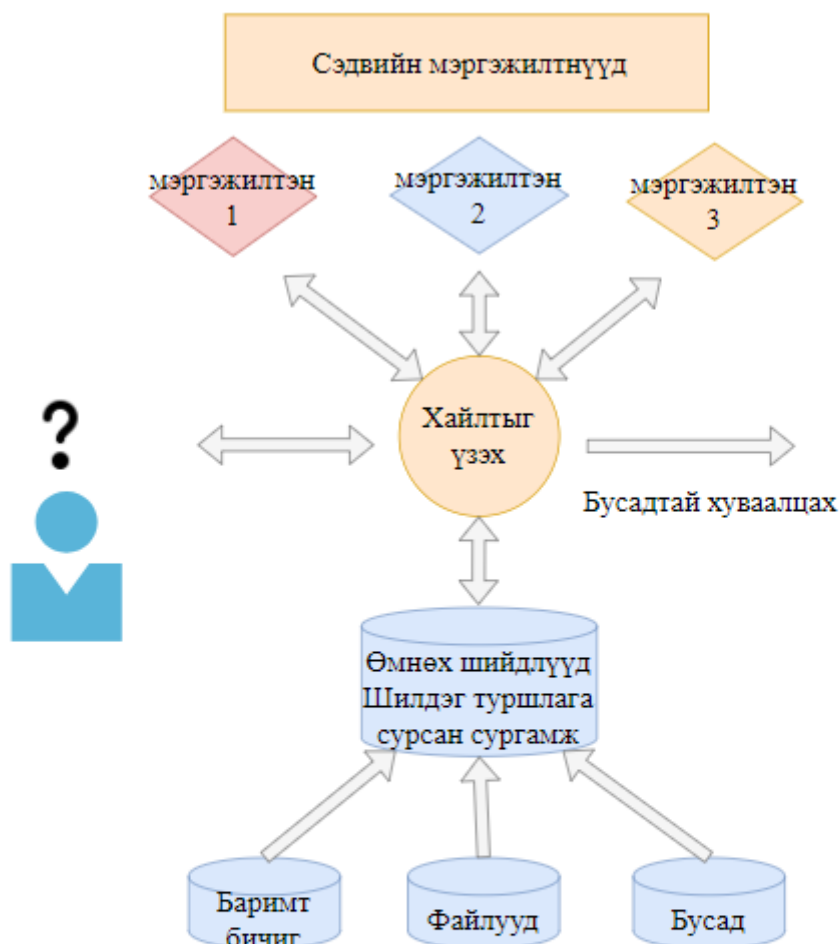 Сэдвийн мэргэжилтнүүд
мэргэжилтэн
1
мэргэжилтэн
2
мэргэжилтэн
3
?
Хайлтыг
үзэх
Бусадтай хуваалцах
Өмнөх шийдлүүд
Шилдэг туршлага
сурсан сургамж
Баримт
бичиг
Файлууд
Бусад